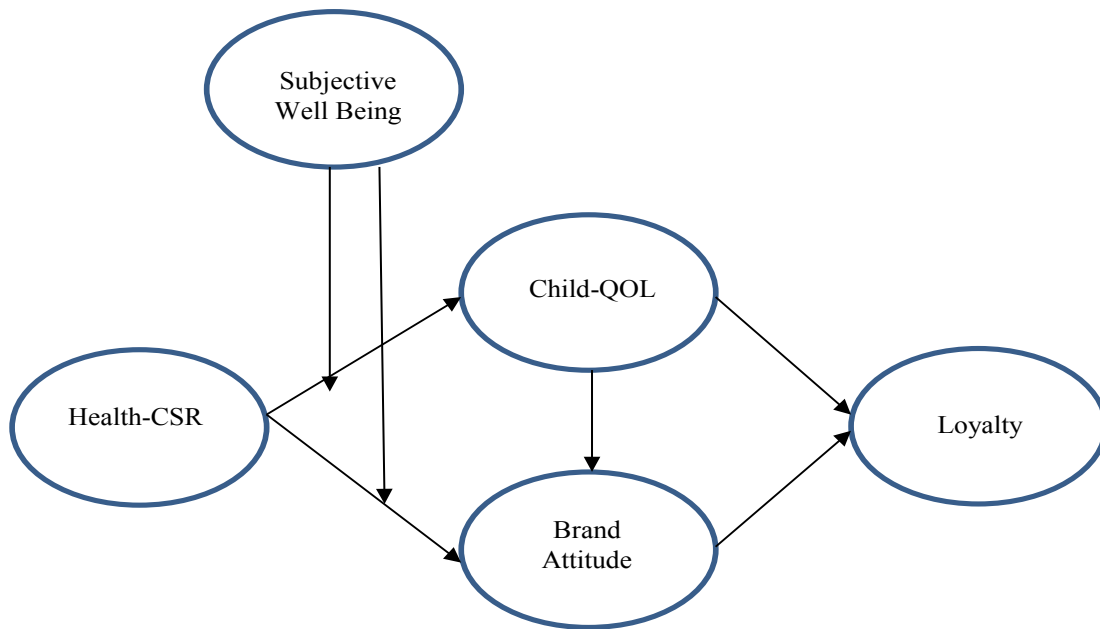 Subjective
Well Being
Child-QOL
Health-CSR
Loyalty
Brand
Attitude